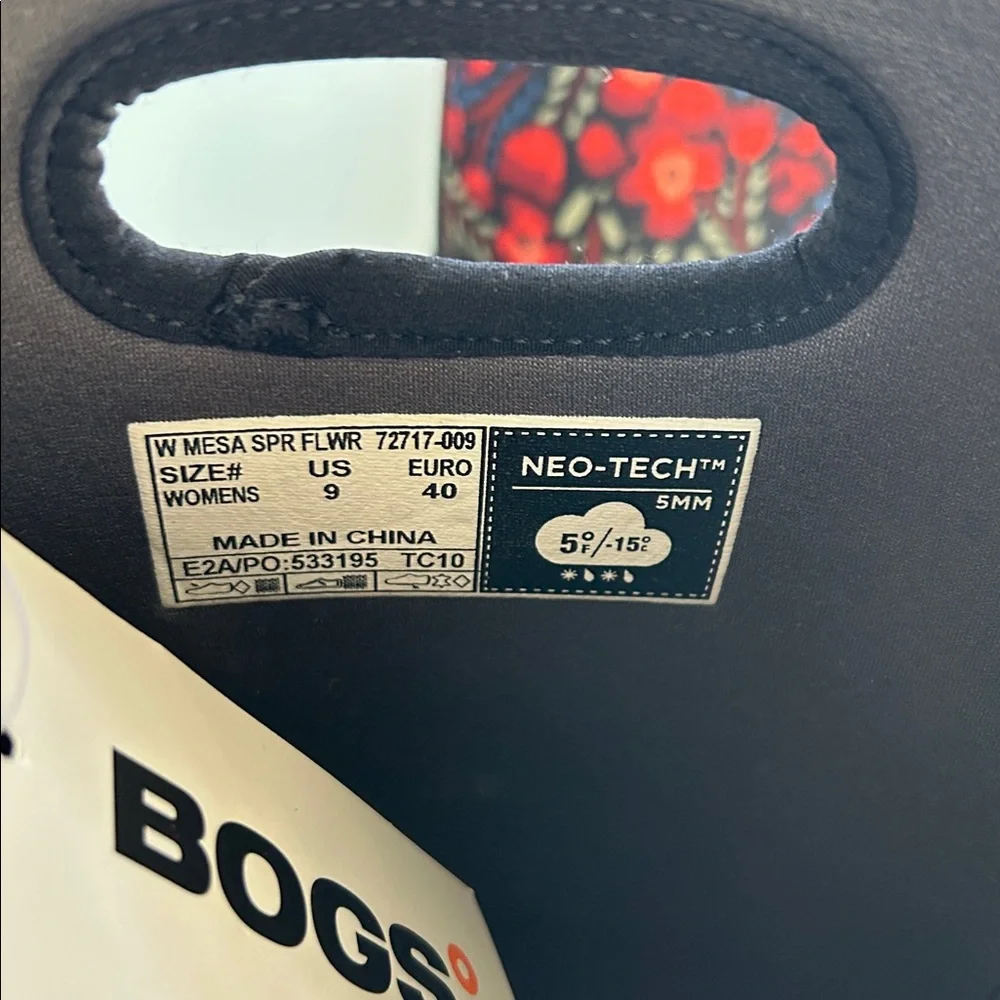 W MESA SPR FLWR 72717-009
SIZE# US EURO
WOMENS 9 40
MADE IN CHINA
E2A/PO:533195 TC10
NEO-TECH™
5MM
5°F/-15°C
BOGS